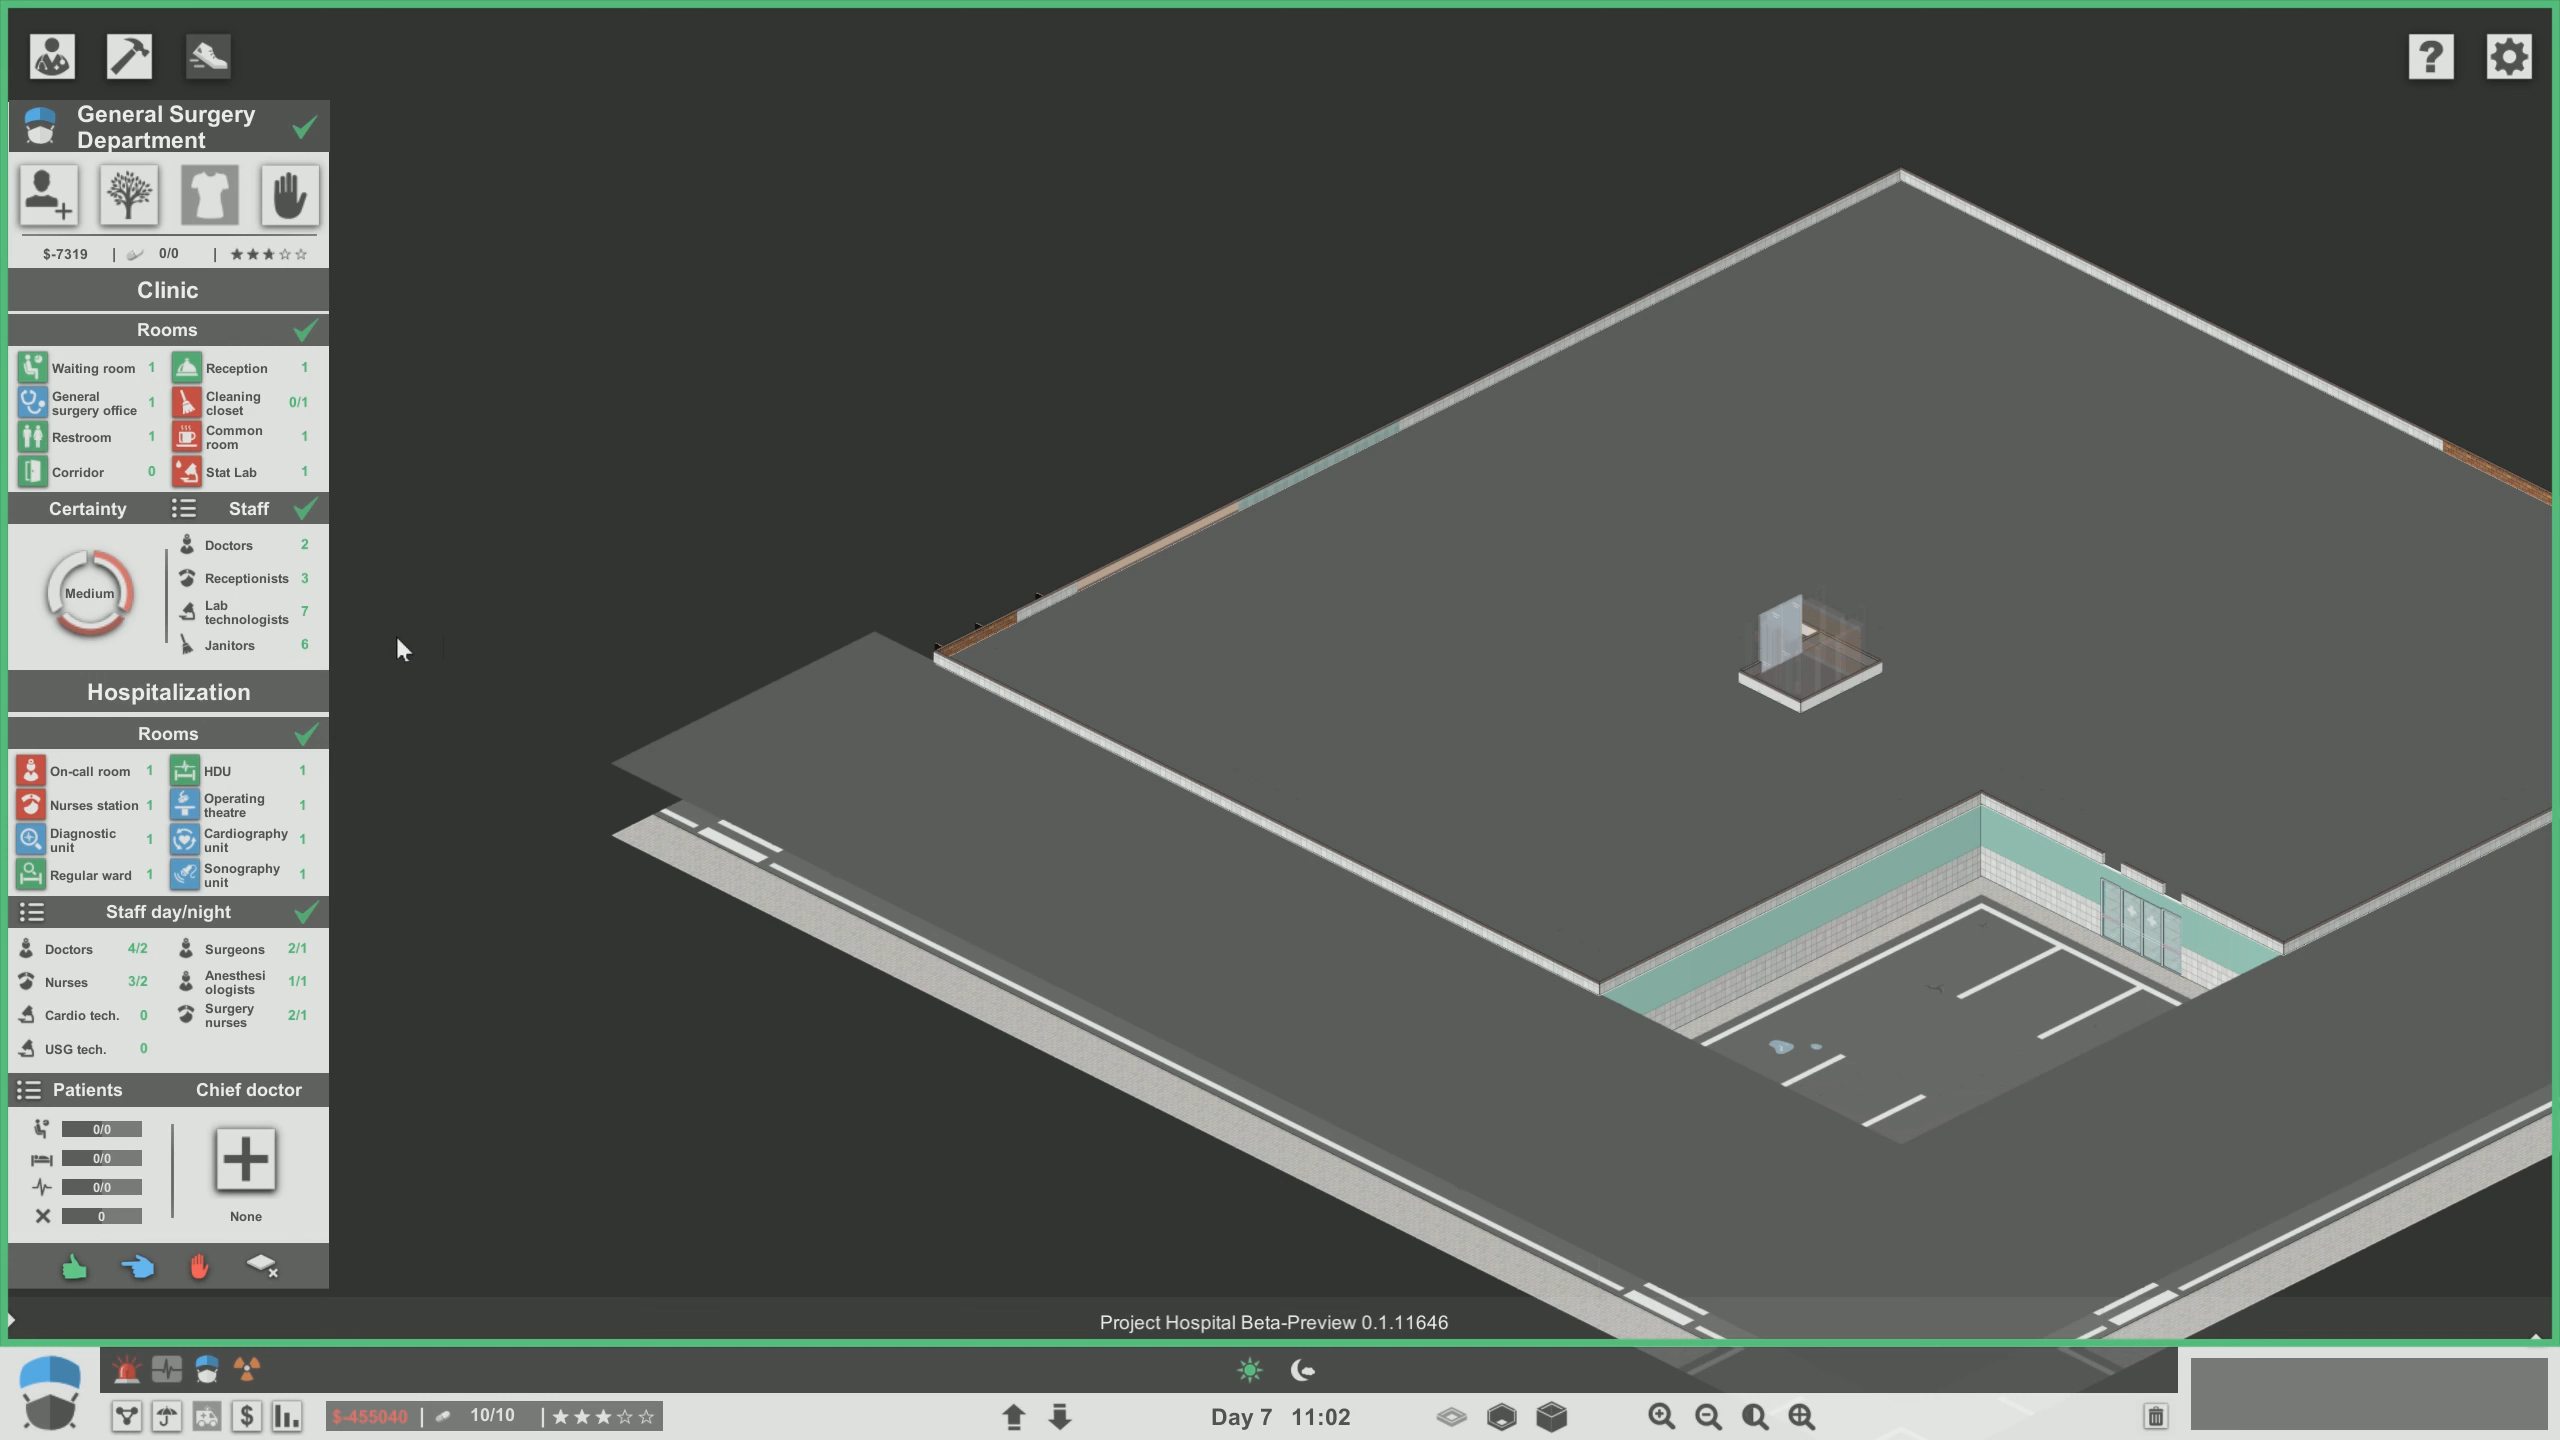 ?
General Surgery
Department
$-7319 | 0/0 |
Clinic
Rooms
Waiting room 1
Reception 1
General
surgery office 1
Cleaning
closet 0/1
Restroom 1
Common
room 1
Corridor 0
Stat Lab 1
Certainty
Staff
Medium
Doctors 2
Receptionists 3
Lab
technologists 7
Janitors 6
Hospitalization
Rooms
On-call room 1
HDU 1
Nurses station 1
Operating
theatre 1
Diagnostic
unit 1
Cardiography
unit 1
Regular ward 1
Sonography
unit 1
Staff day/night
Doctors 4/2
Surgeons 2/1
Nurses 3/2
Anesthesi
ologists 1/1
Cardio tech. 0
Surgery
nurses 2/1
USG tech. 0
Patients
Chief doctor
0/0
0/0
0/0
0
None
Project Hospital Beta-Preview 0.1.11646
$
$-455040 | 10/10 |
Day 7 11:02